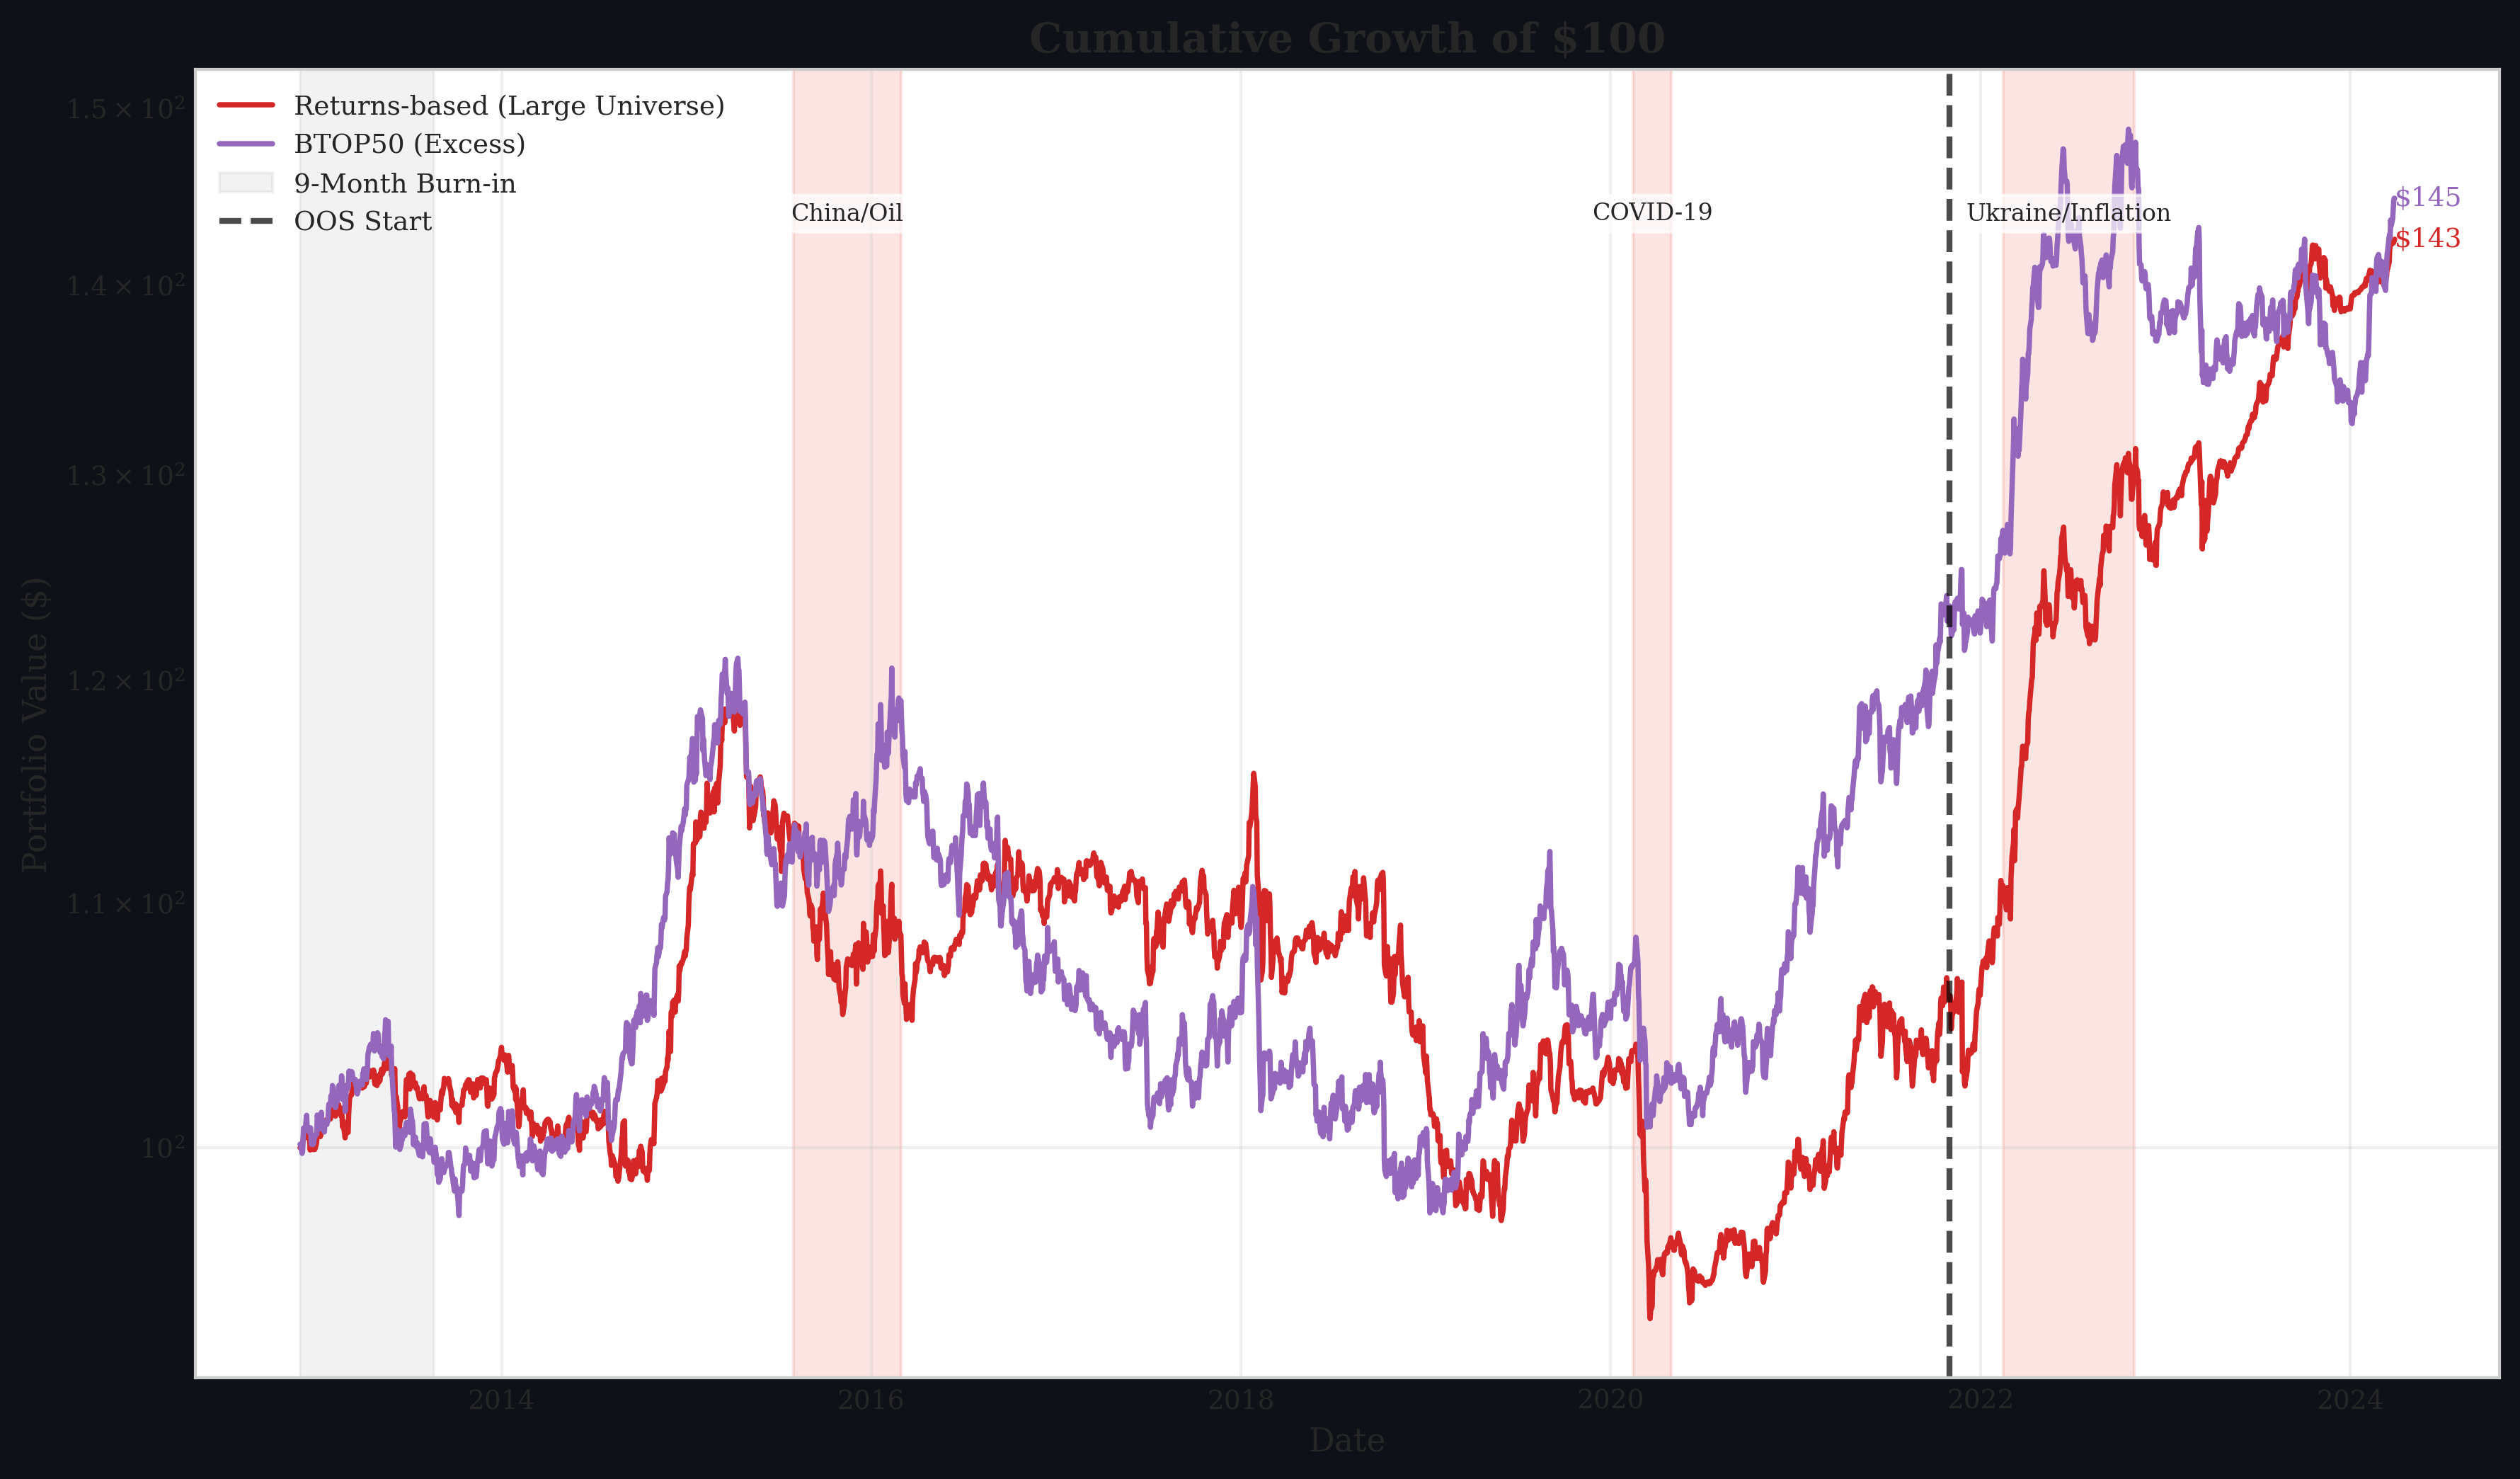 Cumulative Growth of $100
Returns-based (Large Universe)
BTOP50 (Excess)
9-Month Burn-in
OOS Start
China/Oil
COVID-19
Ukraine/Inflation
$145
$143
1.5 × 10²
1.4 × 10²
1.3 × 10²
1.2 × 10²
1.1 × 10²
10²
Portfolio Value ($)
2014
2016
2018
2020
2022
2024
Date